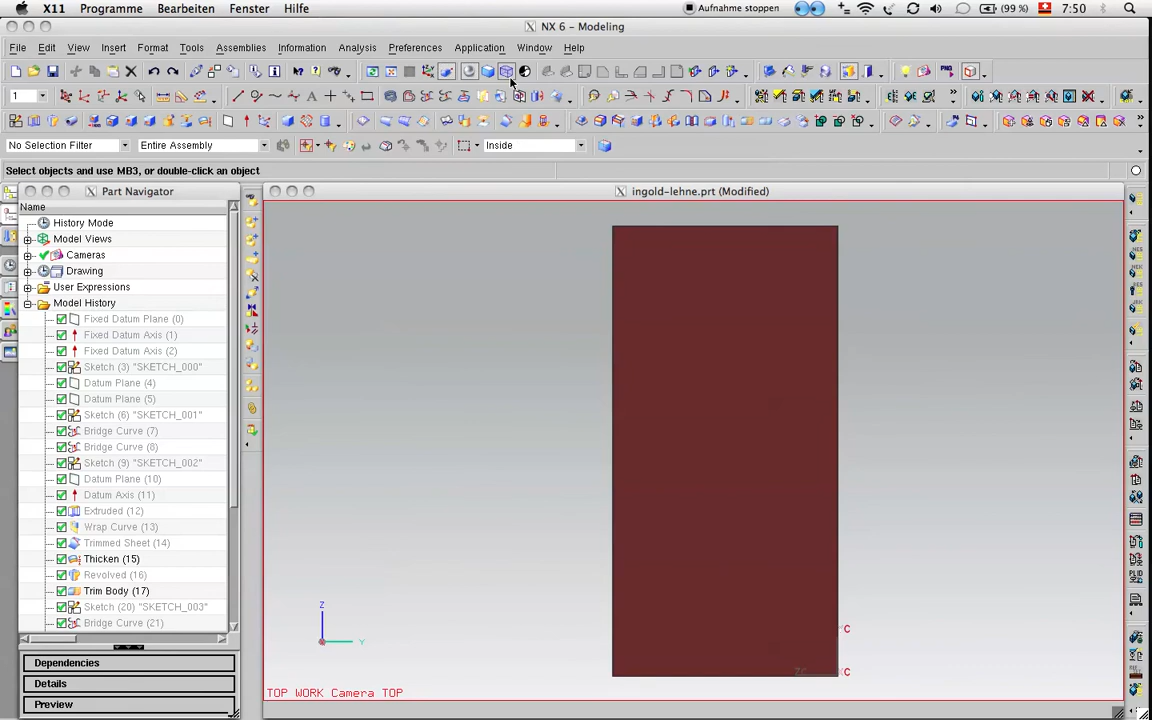 X11 Programme Bearbeiten Fenster Hilfe Aufnahme stoppen (99 %) 7:50
X NX 6 – Modeling
File Edit View Insert Format Tools Assemblies Information Analysis Preferences Application Window Help
PNG
1
No Selection Filter Entire Assembly Inside
Select objects and use MB3, or double-click an object
X Part Navigator
X ingold-lehne.prt (Modified)
Name
History Mode
Model Views
Cameras
Drawing
User Expressions
Model History
Fixed Datum Plane (0)
Fixed Datum Axis (1)
Fixed Datum Axis (2)
Sketch (3) "SKETCH_000"
Datum Plane (4)
Datum Plane (5)
Sketch (6) "SKETCH_001"
Bridge Curve (7)
Bridge Curve (8)
Sketch (9) "SKETCH_002"
Datum Plane (10)
Datum Axis (11)
Extruded (12)
Wrap Curve (13)
Trimmed Sheet (14)
Thicken (15)
Revolved (16)
Trim Body (17)
Sketch (20) "SKETCH_003"
Bridge Curve (21)
Z
Y
Dependencies
Details
Preview
TOP WORK Camera TOP